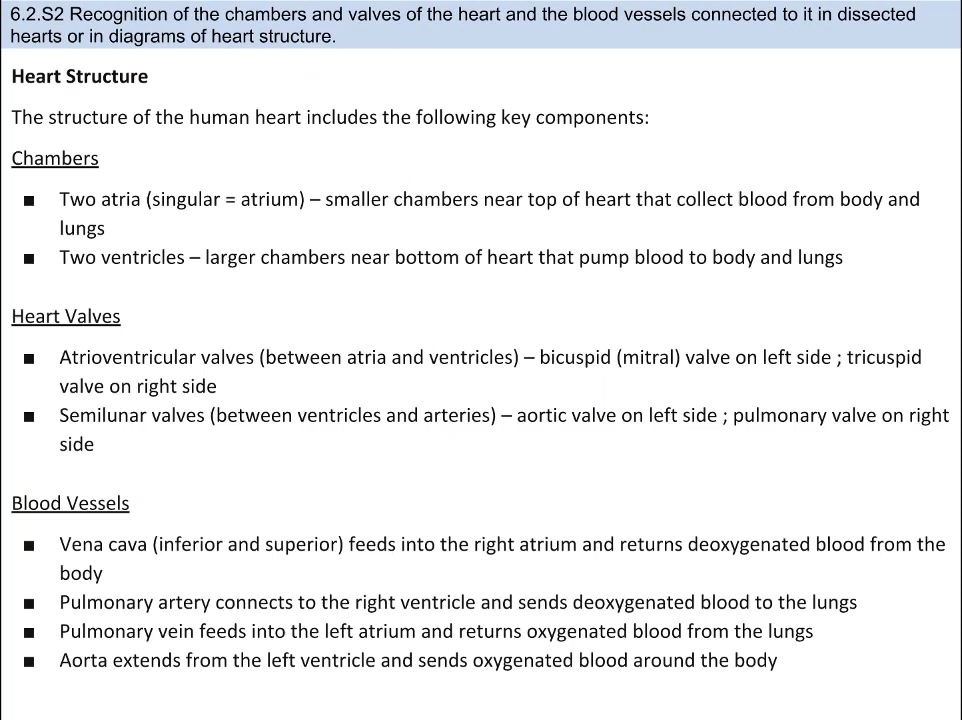 6.2.S2 Recognition of the chambers and valves of the heart and the blood vessels connected to it in dissected
hearts or in diagrams of heart structure.
Heart Structure
The structure of the human heart includes the following key components:
Chambers
■ Two atria (singular = atrium) – smaller chambers near top of heart that collect blood from body and
lungs
■ Two ventricles – larger chambers near bottom of heart that pump blood to body and lungs
Heart Valves
■ Atrioventricular valves (between atria and ventricles) – bicuspid (mitral) valve on left side ; tricuspid
valve on right side
■ Semilunar valves (between ventricles and arteries) – aortic valve on left side ; pulmonary valve on right
side
Blood Vessels
■ Vena cava (inferior and superior) feeds into the right atrium and returns deoxygenated blood from the
body
■ Pulmonary artery connects to the right ventricle and sends deoxygenated blood to the lungs
■ Pulmonary vein feeds into the left atrium and returns oxygenated blood from the lungs
■ Aorta extends from the left ventricle and sends oxygenated blood around the body